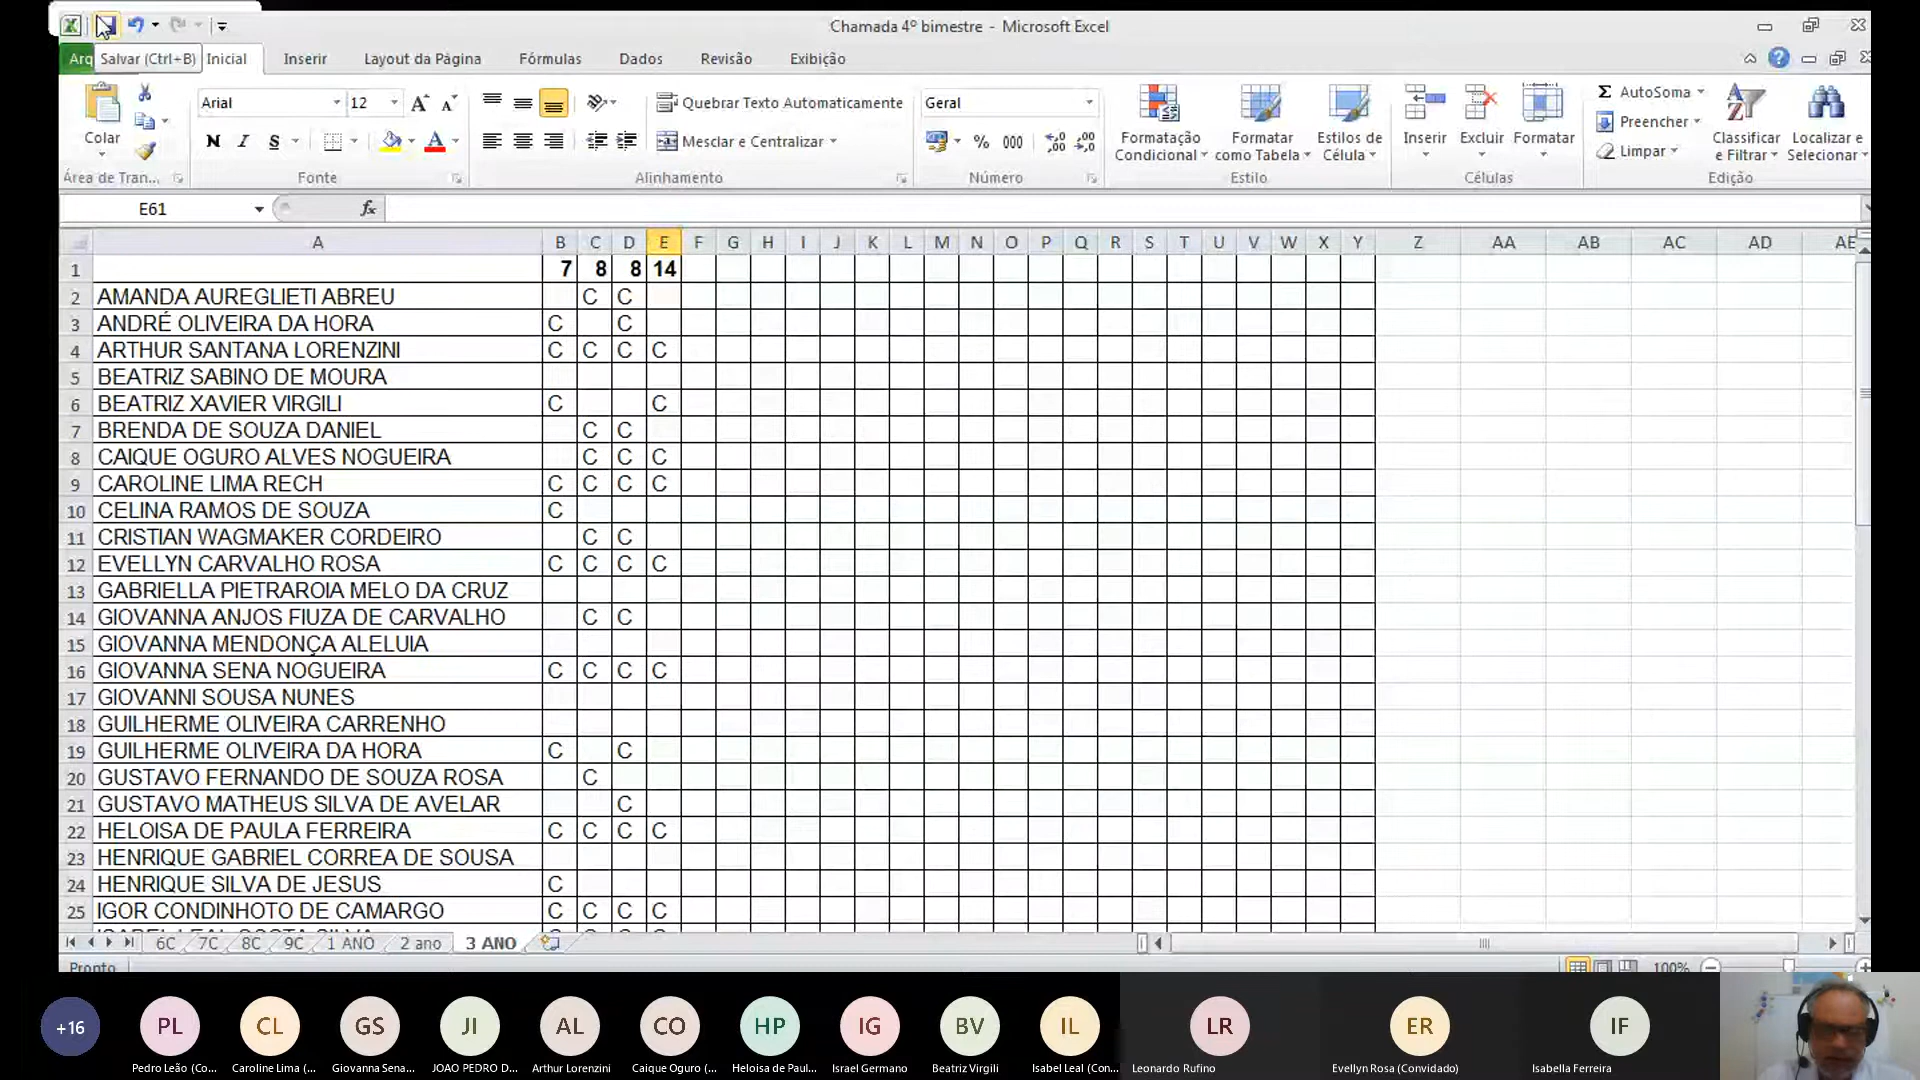 Chamada 4º bimestre - Microsoft Excel
Arq
Salvar (Ctrl+B)
Inicial
Inserir
Layout da Página
Fórmulas
Dados
Revisão
Exibição
Colar
Arial
12
N I S
Quebrar Texto Automaticamente
Mesclar e Centralizar
Geral
% 000
Formatação Condicional
Formatar como Tabela
Estilos de Célula
Inserir
Excluir
Formatar
Σ AutoSoma
Preencher
Limpar
Classificar e Filtrar
Localizar e Selecionar
Área de Tran...
Fonte
Alinhamento
Número
Estilo
Células
Edição
E61
fx
A B C D E F G H I J K L M N O P Q R S T U V W X Y Z AA AB AC AD AE
1 7 8 8 14
2 AMANDA AUREGLIETI ABREU C C
3 ANDRÉ OLIVEIRA DA HORA C C
4 ARTHUR SANTANA LORENZINI C C C C
5 BEATRIZ SABINO DE MOURA
6 BEATRIZ XAVIER VIRGILI C C
7 BRENDA DE SOUZA DANIEL C C
8 CAIQUE OGURO ALVES NOGUEIRA C C C
9 CAROLINE LIMA RECH C C C C
10 CELINA RAMOS DE SOUZA C
11 CRISTIAN WAGMAKER CORDEIRO C C
12 EVELLYN CARVALHO ROSA C C C C
13 GABRIELLA PIETRAROIA MELO DA CRUZ
14 GIOVANNA ANJOS FIUZA DE CARVALHO C C
15 GIOVANNA MENDONÇA ALELUIA
16 GIOVANNA SENA NOGUEIRA C C C C
17 GIOVANNI SOUSA NUNES
18 GUILHERME OLIVEIRA CARRENHO
19 GUILHERME OLIVEIRA DA HORA C C
20 GUSTAVO FERNANDO DE SOUZA ROSA C
21 GUSTAVO MATHEUS SILVA DE AVELAR C
22 HELOISA DE PAULA FERREIRA C C C C
23 HENRIQUE GABRIEL CORREA DE SOUSA
24 HENRIQUE SILVA DE JESUS C
25 IGOR CONDINHOTO DE CAMARGO C C C C
6C 7C 8C 9C 1 ANO 2 ano 3 ANO
Pronto
100%
+16 PL CL GS JI AL CO HP IG BV IL LR ER IF
Pedro Leão (Co...
Caroline Lima (...
Giovanna Sena...
JOAO PEDRO D...
Arthur Lorenzini
Caique Oguro (...
Heloisa de Paul...
Israel Germano
Beatriz Virgili
Isabel Leal (Con...
Leonardo Rufino
Evellyn Rosa (Convidado)
Isabella Ferreira